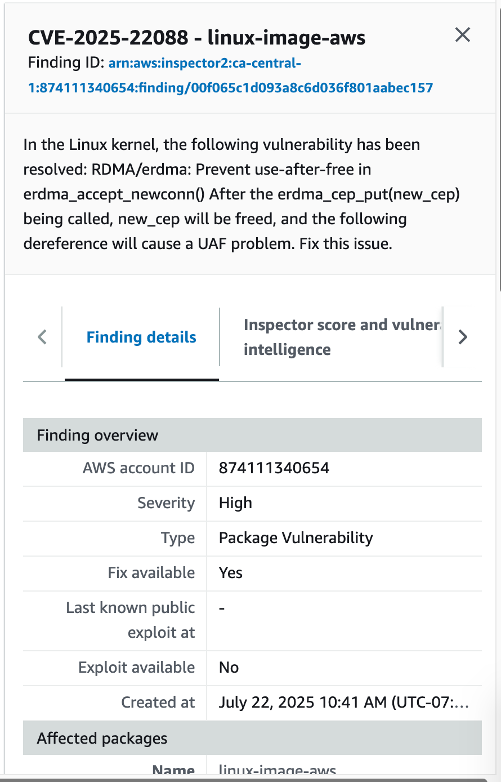 CVE-2025-22088 - linux-image-aws
Finding ID: arn:aws:inspector2:ca-central-
1:874111340654:finding/00f065c1d093a8c6d036f801aabec157
In the Linux kernel, the following vulnerability has been
resolved: RDMA/erdma: Prevent use-after-free in
erdma_accept_newconn() After the erdma_cep_put(new_cep)
being called, new_cep will be freed, and the following
dereference will cause a UAF problem. Fix this issue.
Finding details
Inspector score and vulner
intelligence
Finding overview
AWS account ID 874111340654
Severity High
Type Package Vulnerability
Fix available Yes
Last known public
exploit at -
Exploit available No
Created at July 22, 2025 10:41 AM (UTC-07:...
Affected packages
Name linux-image-aws